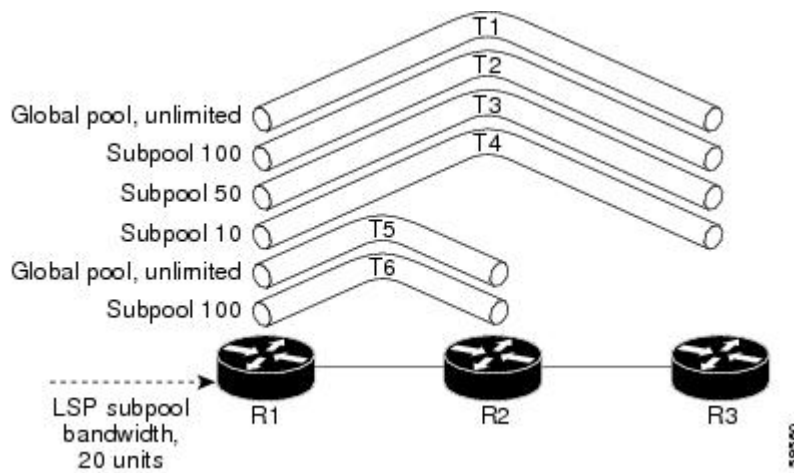 T1
T2
Global pool, unlimited
T3
Subpool 100
T4
Subpool 50
Subpool 10
T5
Global pool, unlimited
T6
Subpool 100
LSP subpool
bandwidth,
20 units
R1
R2
R3